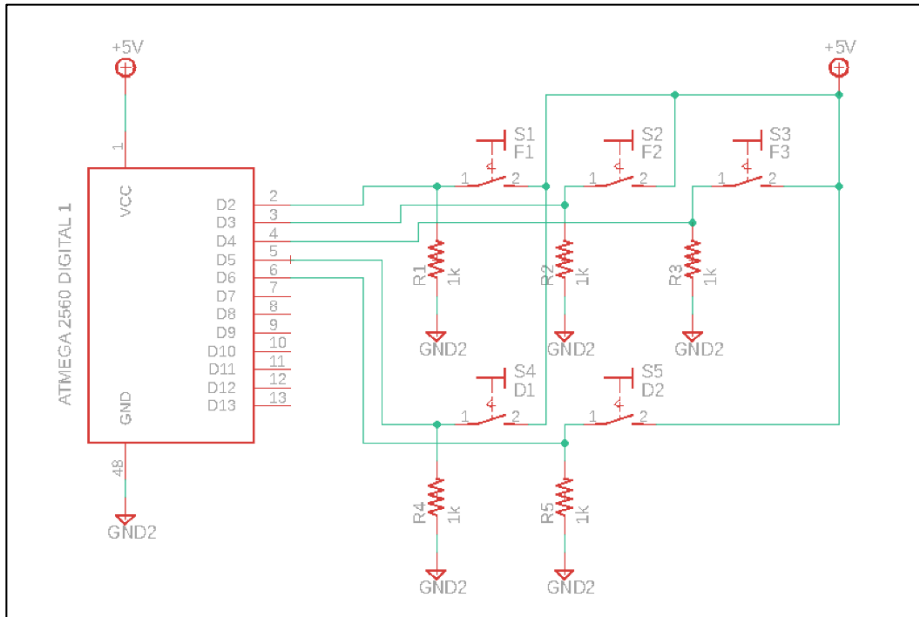 +5V
+5V
1
VCC
ATMEGA 2560 DIGITAL 1
GND
48
GND2
D2 2
D3 3
D4 4
D5 5
D6 6
D7 7
D8 8
D9 9
D10 10
D11 11
D12 12
D13 13
S1
F1
1 2
S2
F2
1 2
S3
F3
1 2
R1
1k
GND2
R2
1k
GND2
R3
1k
GND2
S4
D1
1 2
S5
D2
1 2
R4
1k
GND2
R5
1k
GND2